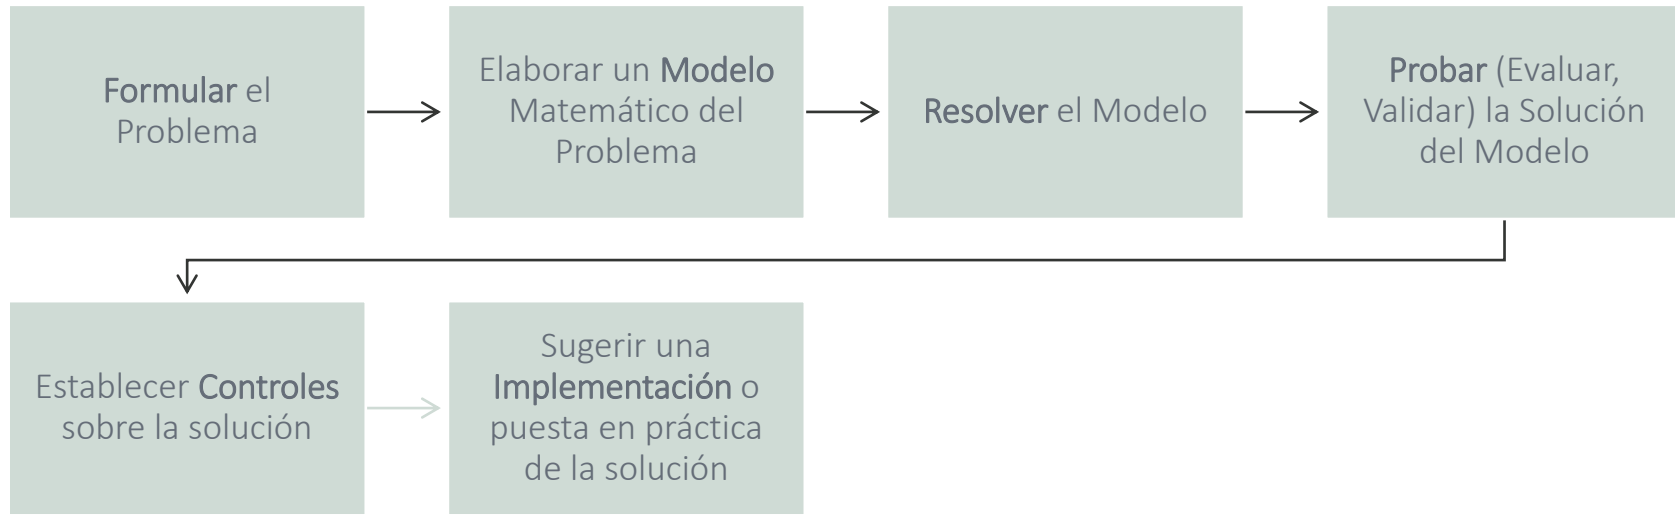 Formular el
Problema
Elaborar un Modelo
Matemático del
Problema
Resolver el Modelo
Probar (Evaluar,
Validar) la Solución
del Modelo
Establecer Controles
sobre la solución
Sugerir una
Implementación o
puesta en práctica
de la solución